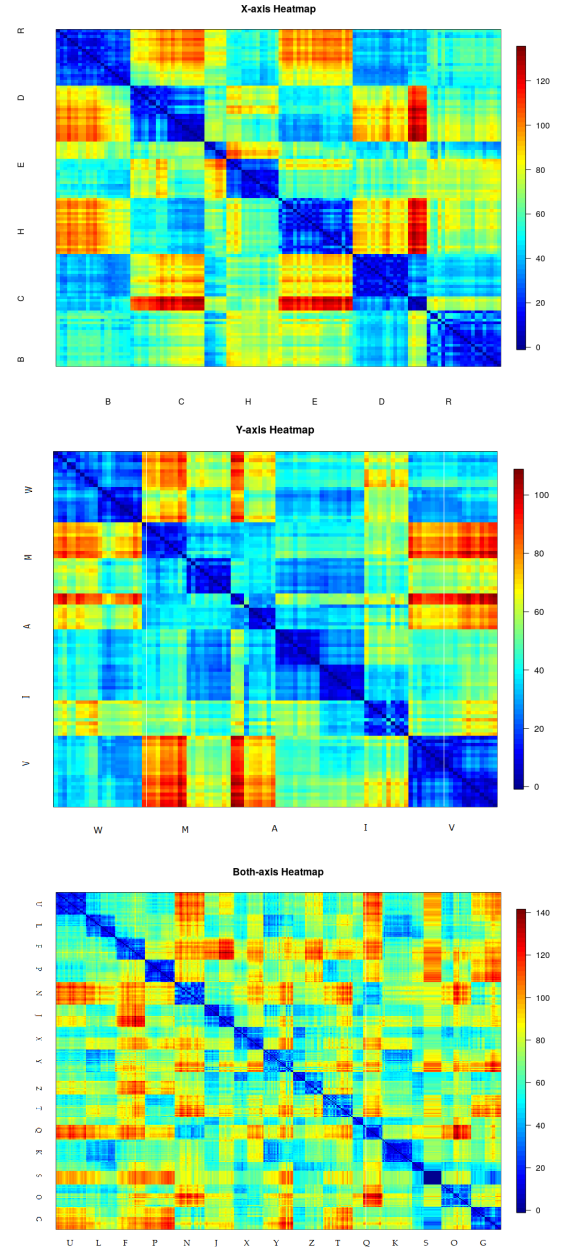 X-axis Heatmap
R
D
E
H
C
B
B C H E D R
120
100
80
60
40
20
0
Y-axis Heatmap
W
M
A
I
V
W M A I V
100
80
60
40
20
0
Both-axis Heatmap
U
L
F
P
N
J
X
Y
Z
T
Q
K
S
O
G
U L F P N J X Y Z T Q K S O G
140
120
100
80
60
40
20
0